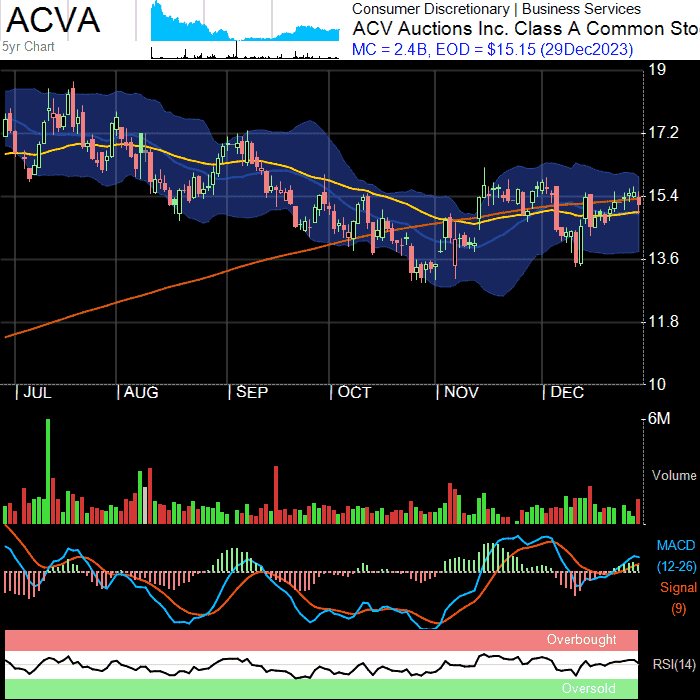 ACVA
5yr Chart
Consumer Discretionary | Business Services
ACV Auctions Inc. Class A Common Sto
MC = 2.4B, EOD = $15.15 (29Dec2023)
19
17.2
15.4
13.6
11.8
10
JUL AUG SEP OCT NOV DEC
6M
Volume
MACD
(12-26)
Signal
(9)
Overbought
RSI(14)
Oversold